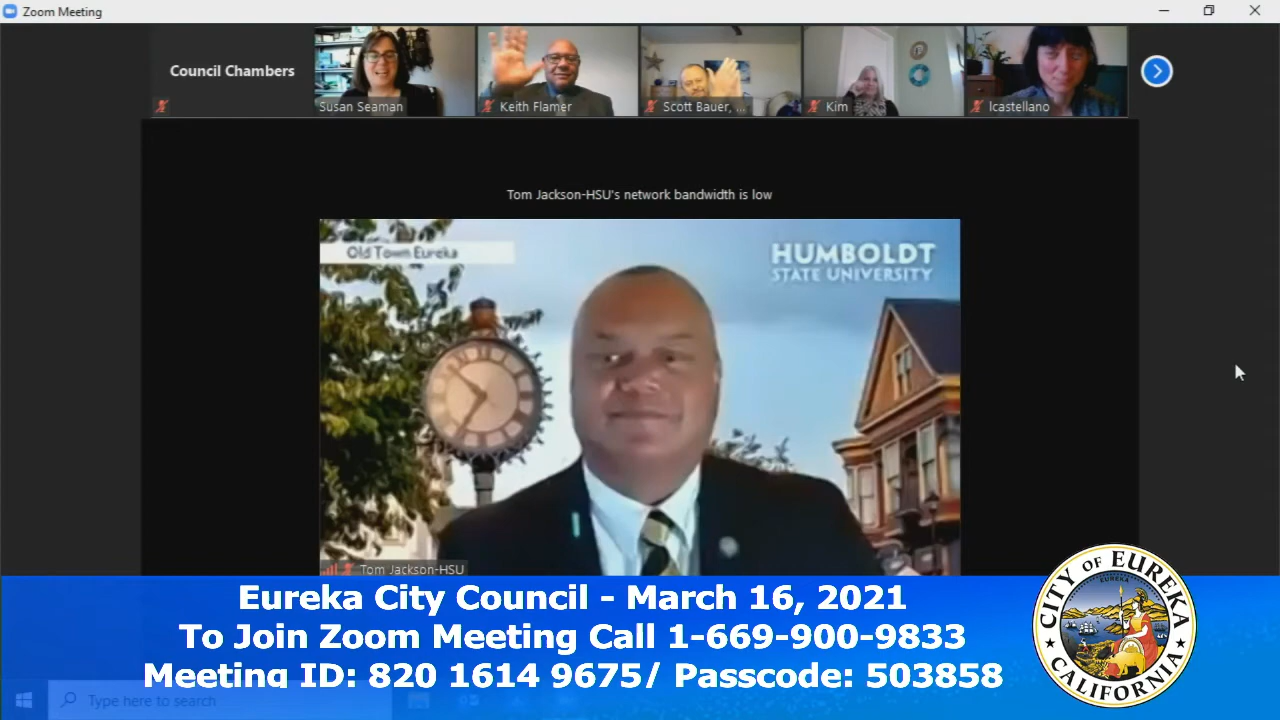 Zoom Meeting
Council Chambers
Susan Seaman
Keith Flamer
Scott Bauer, ...
Kim
lcastellano
Tom Jackson-HSU's network bandwidth is low
Old Town Eureka
HUMBOLDT
STATE UNIVERSITY
Tom Jackson-HSU
Eureka City Council - March 16, 2021
To Join Zoom Meeting Call 1-669-900-9833
Meeting ID: 820 1614 9675/ Passcode: 503858
CITY OF EUREKA
EUREKA
CALIFORNIA
Type here to search